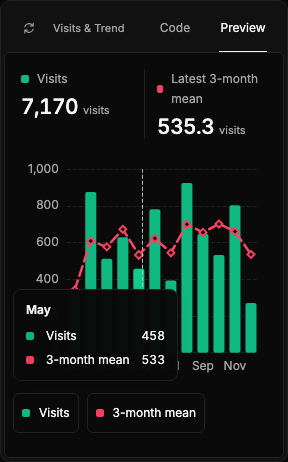 Visits & Trend
Code
Preview
Visits
7,170 visits
Latest 3-month
mean
535.3 visits
1,000
800
600
400
May
Visits 458
3-month mean 533
Sep
Nov
Visits
3-month mean